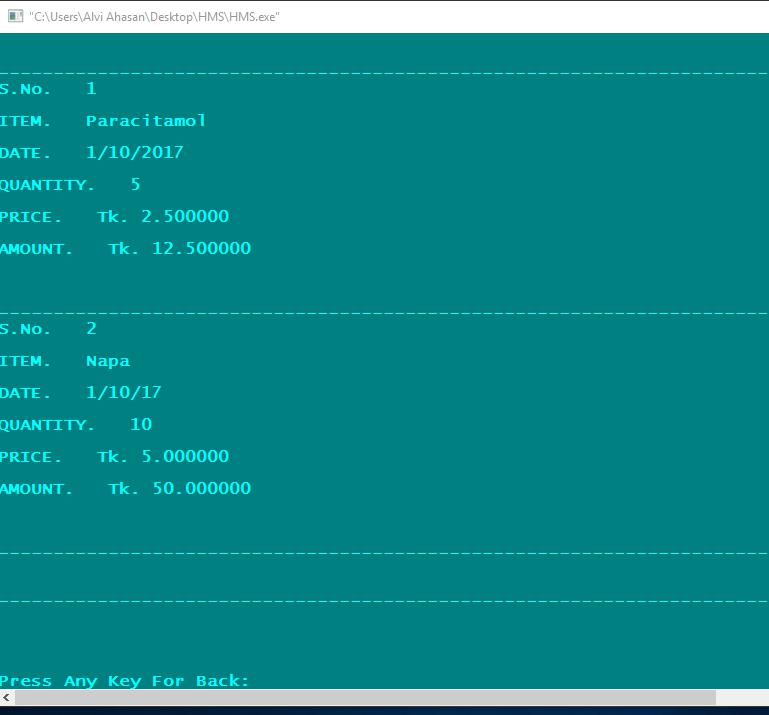 "C:\Users\Alvi Ahasan\Desktop\HMS\HMS.exe"
S.No. 1
ITEM. Paracitamol
DATE. 1/10/2017
QUANTITY. 5
PRICE. Tk. 2.500000
AMOUNT. Tk. 12.500000
S.No. 2
ITEM. Napa
DATE. 1/10/17
QUANTITY. 10
PRICE. Tk. 5.000000
AMOUNT. Tk. 50.000000
Press Any Key For Back: